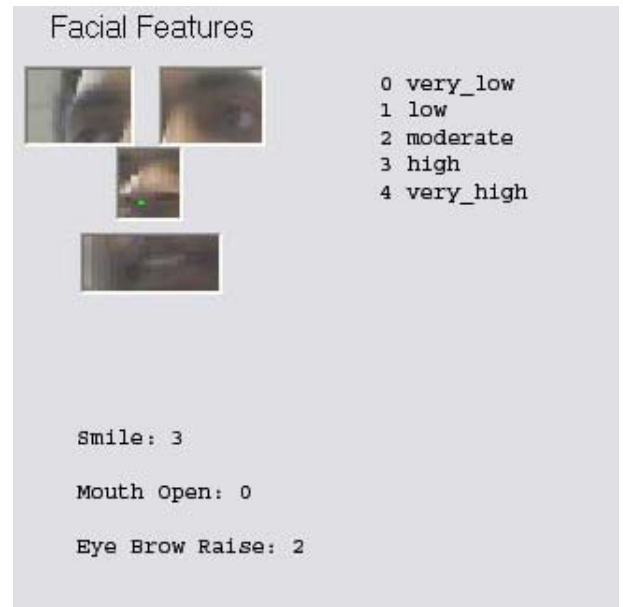 Facial Features
0 very_low
1 low
2 moderate
3 high
4 very_high
Smile: 3
Mouth Open: 0
Eye Brow Raise: 2